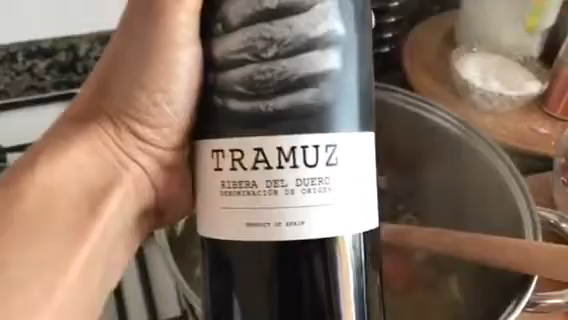 TRAMUZ
RIBERA DEL DUERO
DENOMINACIÓN DE ORIGEN
PRODUCT OF SPAIN